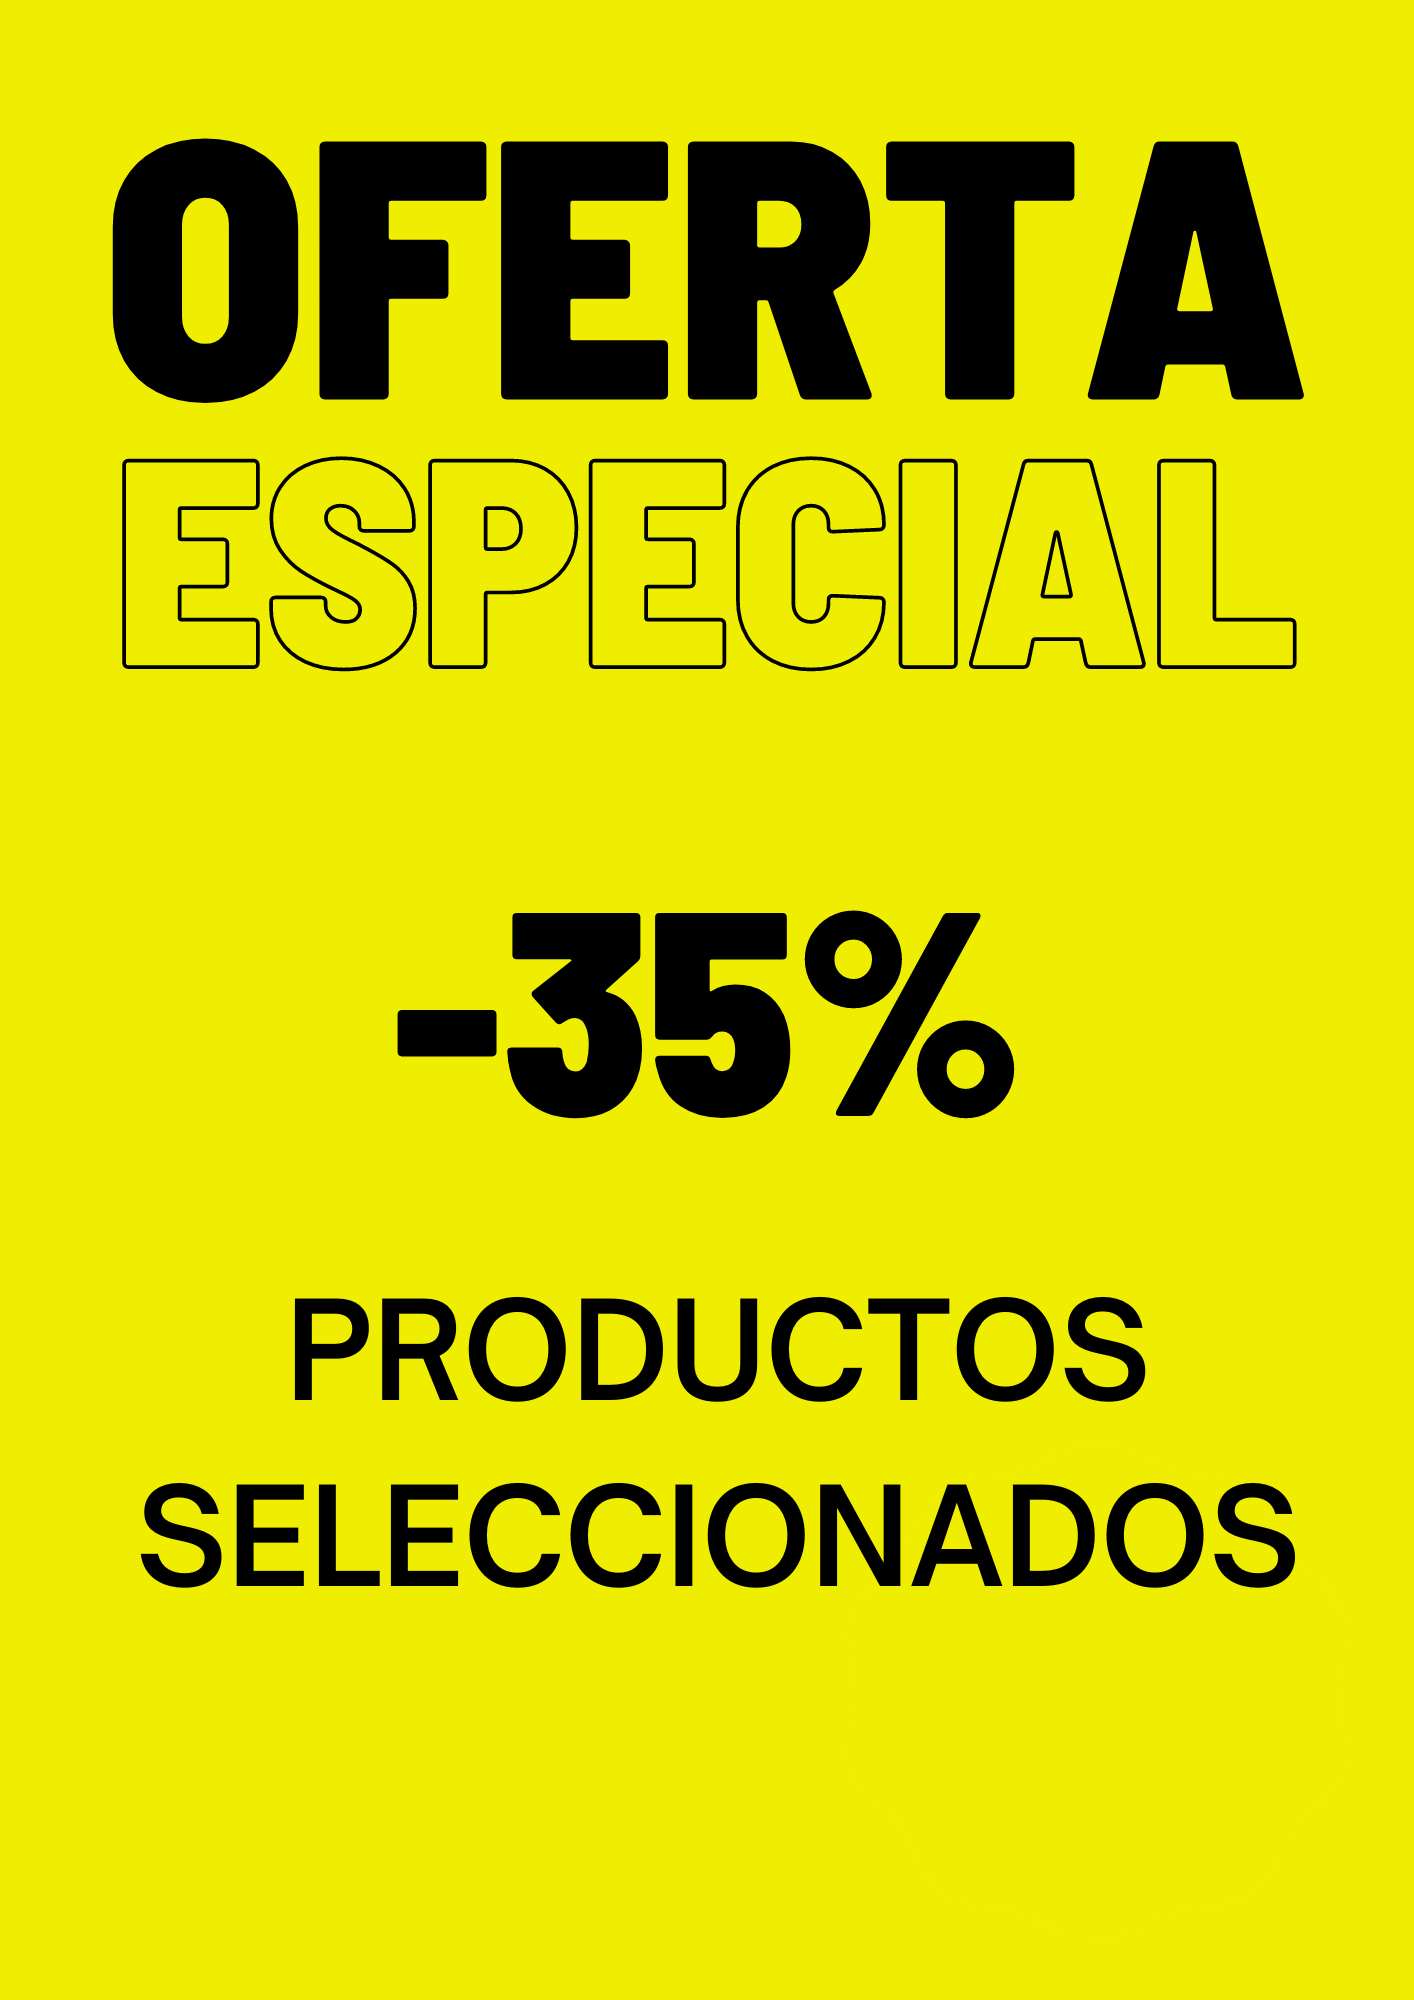 OFERTA
ESPECIAL
-35%
PRODUCTOS
SELECCIONADOS